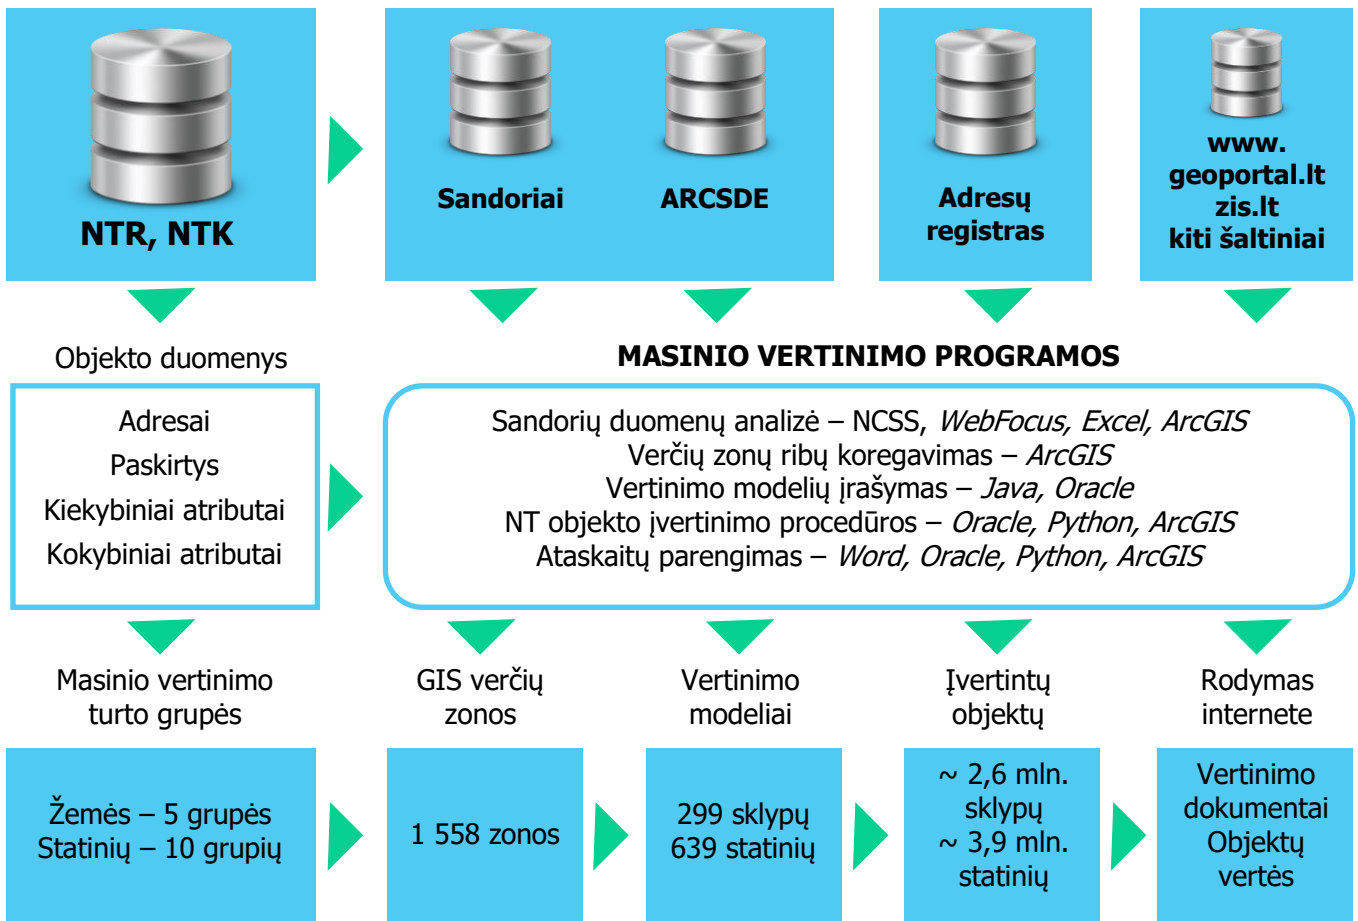 NTR, NTK
Sandoriai
ARCSDE
Adresų
registras
www.
geoportal.lt
zis.lt
kiti šaltiniai
Objekto duomenys
Adresai
Paskirtys
Kiekybiniai atributai
Kokybiniai atributai
MASINIO VERTINIMO PROGRAMOS
Sandorių duomenų analizė – NCSS, WebFocus, Excel, ArcGIS
Verčių zonų ribų koregavimas – ArcGIS
Vertinimo modelių įrašymas – Java, Oracle
NT objekto įvertinimo procedūros – Oracle, Python, ArcGIS
Ataskaitų parengimas – Word, Oracle, Python, ArcGIS
Masinio vertinimo
turto grupės
GIS verčių
zonos
Vertinimo
modeliai
Įvertintų
objektų
Rodymas
internete
Žemės – 5 grupės
Statinių – 10 grupių
1 558 zonos
299 sklypų
639 statinių
~ 2,6 mln.
sklypų
~ 3,9 mln.
statinių
Vertinimo
dokumentai
Objektų
vertės